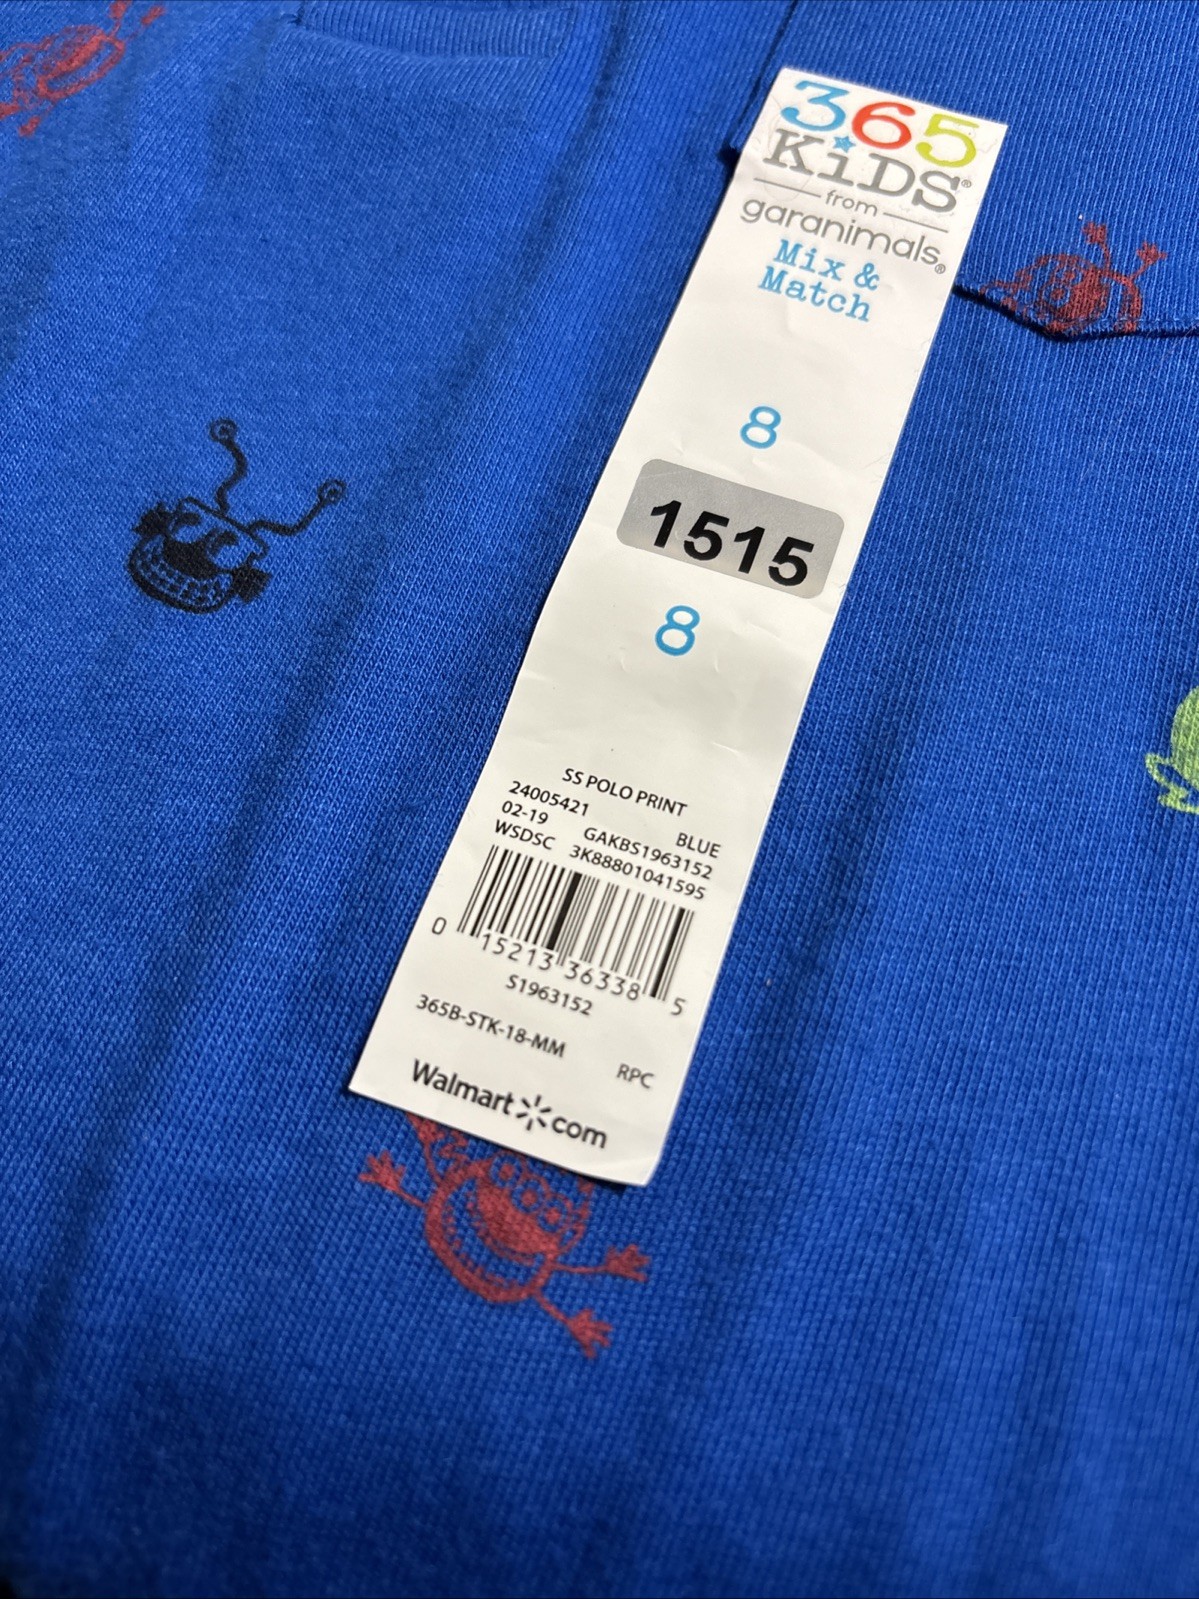 365
KiDS®
from
garanimals®
Mix &
Match
8
1515
8
SS POLO PRINT
24005421 BLUE
02-19 GAKBS1963152
WSDSC 3K88801041595
0 15213 36338 5
S1963152
365B-STK-18-MM RPC
Walmart com